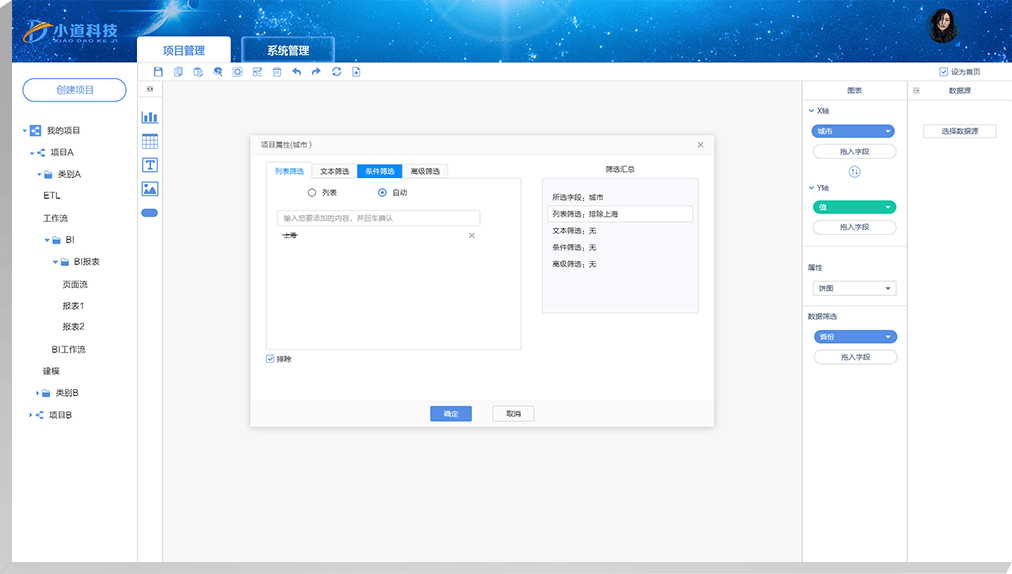 小道科技
XIAO DAO KE JI
项目管理
系统管理
设为首页
创建项目
我的项目
项目A
类别A
ETL
工作流
BI
BI报表
页面流
报表1
报表2
BI工作流
建模
类别B
项目B
项目属性(城市)
列表筛选
文本筛选
条件筛选
高级筛选
列表
自动
输入您要添加的内容，并回车确认
上海
排除
筛选汇总
所选字段：城市
列表筛选：排除上海
文本筛选：无
条件筛选：无
高级筛选：无
确定
取消
图表
X轴
城市
拖入字段
Y轴
值
拖入字段
属性
饼图
数据筛选
省份
拖入字段
数据源
选择数据源